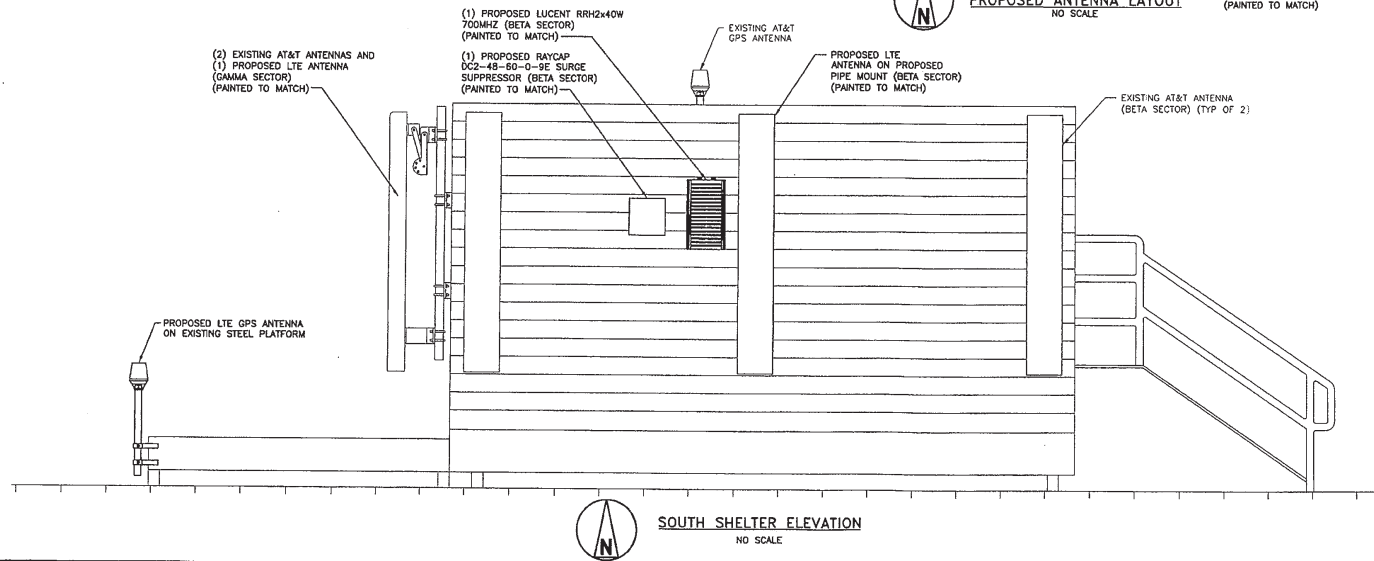 PROPOSED ANTENNA LAYOUT
NO SCALE
(PAINTED TO MATCH)
N
(1) PROPOSED LUCENT RRH2x40W
700MHZ (BETA SECTOR)
(PAINTED TO MATCH)
(1) PROPOSED RAYCAP
DC2-48-60-0-9E SURGE
SUPPRESSOR (BETA SECTOR)
(PAINTED TO MATCH)
(2) EXISTING AT&T ANTENNAS AND
(1) PROPOSED LTE ANTENNA
(GAMMA SECTOR)
(PAINTED TO MATCH)
EXISTING AT&T
GPS ANTENNA
PROPOSED LTE
ANTENNA ON PROPOSED
PIPE MOUNT (BETA SECTOR)
(PAINTED TO MATCH)
EXISTING AT&T ANTENNA
(BETA SECTOR) (TYP OF 2)
PROPOSED LTE GPS ANTENNA
ON EXISTING STEEL PLATFORM
N
SOUTH SHELTER ELEVATION
NO SCALE